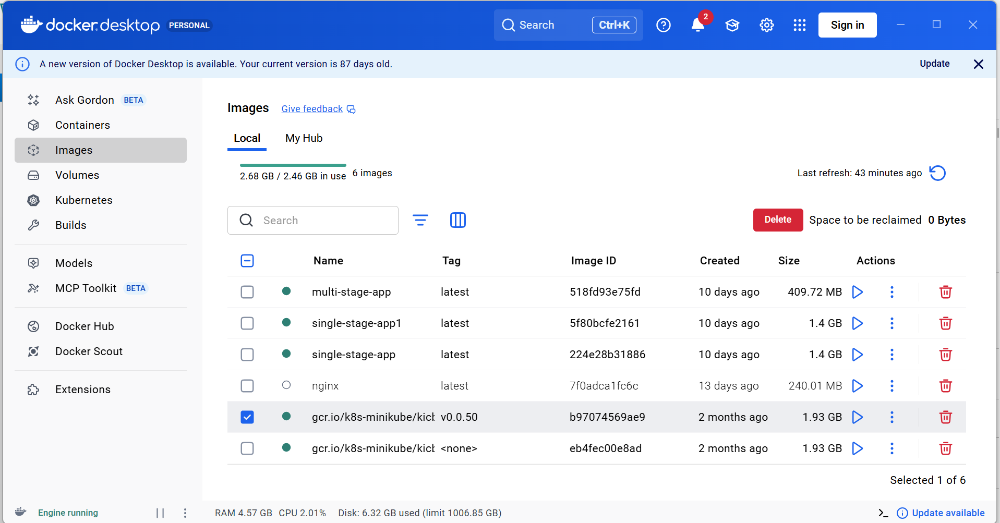 docker desktop PERSONAL
Search Ctrl+K
2
Sign in
A new version of Docker Desktop is available. Your current version is 87 days old.
Update
Ask Gordon BETA
Containers
Images
Volumes
Kubernetes
Builds
Models
MCP Toolkit BETA
Docker Hub
Docker Scout
Extensions
Images Give feedback
Local My Hub
2.68 GB / 2.46 GB in use 6 images
Last refresh: 43 minutes ago
Search
Delete Space to be reclaimed 0 Bytes
Name Tag Image ID Created Size Actions
multi-stage-app latest 518fd93e75fd 10 days ago 409.72 MB
single-stage-app1 latest 5f80bcfe2161 10 days ago 1.4 GB
single-stage-app latest 224e28b31886 10 days ago 1.4 GB
nginx latest 7f0adca1fc6c 13 days ago 240.01 MB
gcr.io/k8s-minikube/kicb v0.0.50 b97074569ae9 2 months ago 1.93 GB
gcr.io/k8s-minikube/kicb <none> eb4fec00e8ad 2 months ago 1.93 GB
Selected 1 of 6
Engine running
RAM 4.57 GB CPU 2.01% Disk: 6.32 GB used (limit 1006.85 GB)
Update available